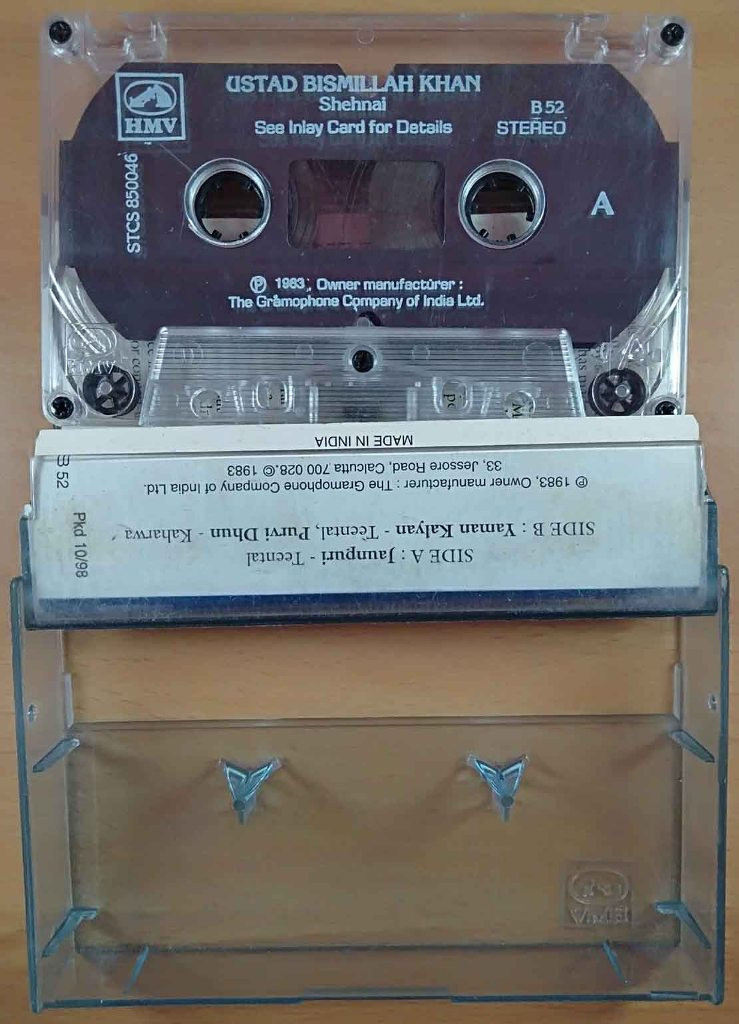 HMV
USTAD BISMILLAH KHAN
Shehnai
See Inlay Card for Details
B 52
STEREO
STCS 850046
A
℗ 1983, Owner manufacturer :
The Gramophone Company of India Ltd.
MADE IN INDIA
SIDE A : Jaunpuri - Teental
SIDE B : Yaman Kalyan - Teental, Purvi Dhun - Kaharwa
℗ 1983, Owner manufacturer : The Gramophone Company of India Ltd.
33, Jessore Road, Calcutta 700 028.© 1983
B 52
Pkd 10/98